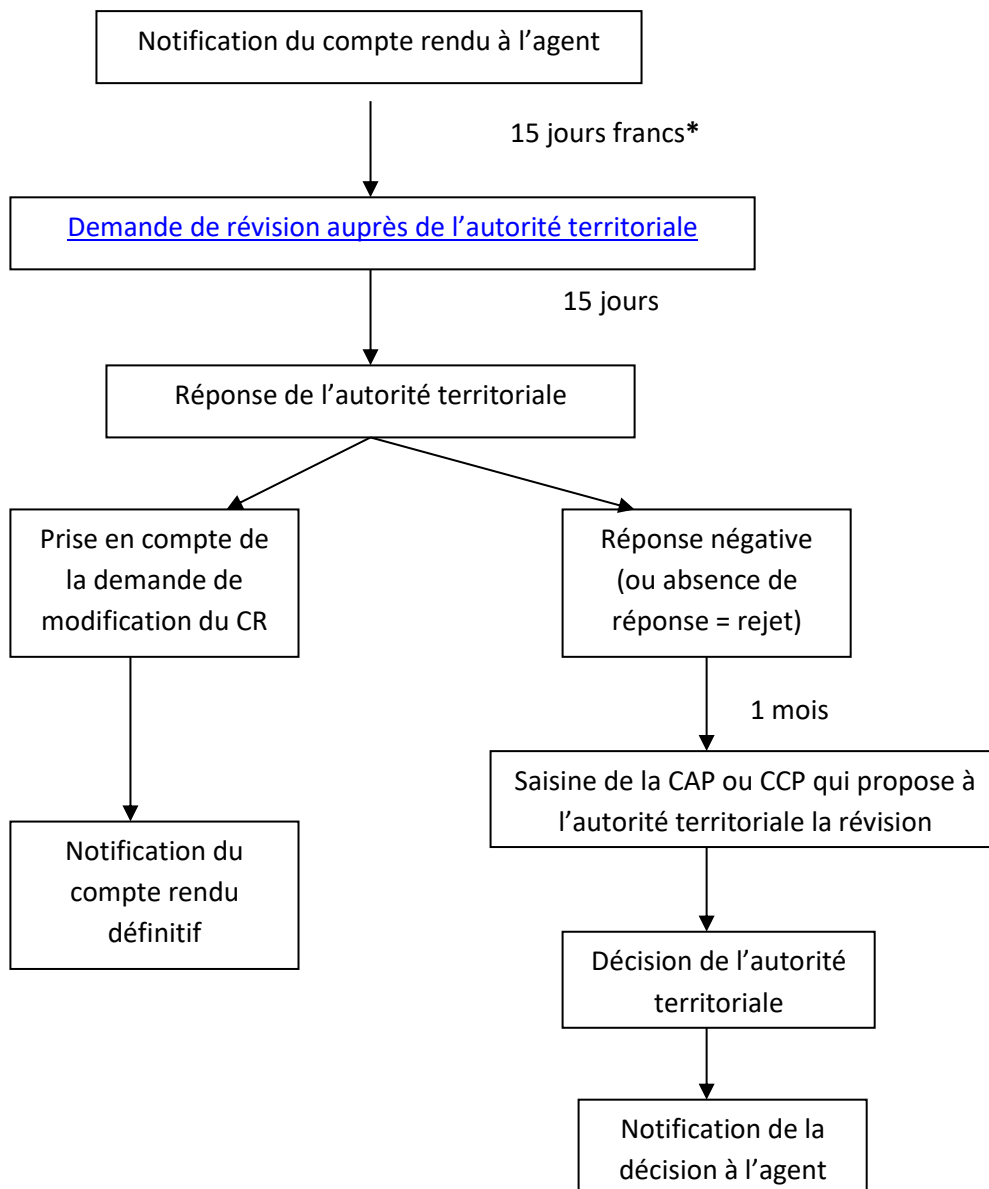 Notification du compte rendu à l’agent
15 jours francs*
Demande de révision auprès de l’autorité territoriale
15 jours
Réponse de l’autorité territoriale
Prise en compte de
la demande de
modification du CR
Réponse négative
(ou absence de
réponse = rejet)
1 mois
Saisine de la CAP ou CCP qui propose à
l’autorité territoriale la révision
Notification du
compte rendu
définitif
Décision de l’autorité
territoriale
Notification de la
décision à l’agent